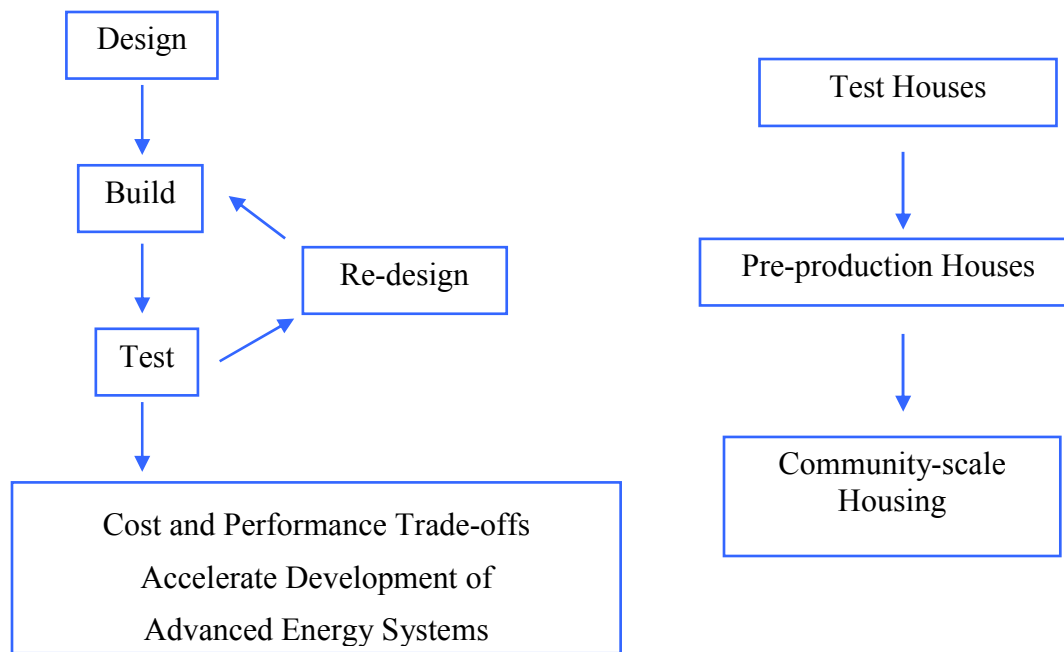 Design
Build
Re-design
Test
Cost and Performance Trade-offs
Accelerate Development of
Advanced Energy Systems
Test Houses
Pre-production Houses
Community-scale
Housing